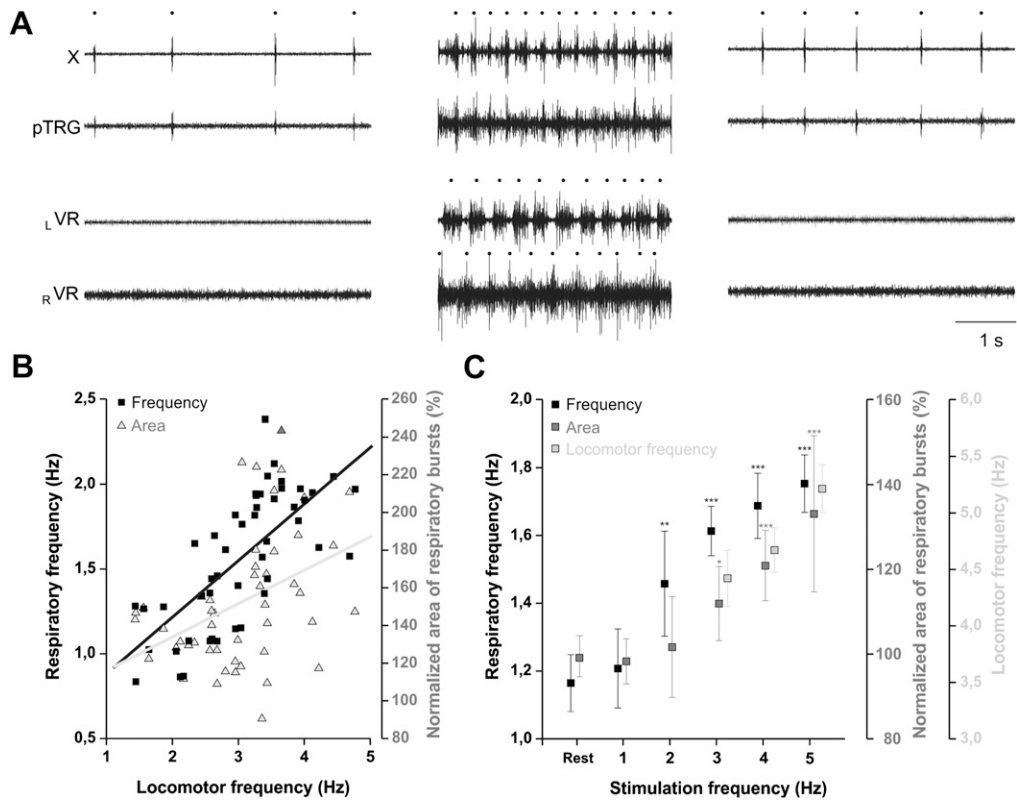 A
X
pTRG
L VR
R VR
1 s
B
Frequency
Area
Respiratory frequency (Hz)
2,5
2,0
1,5
1,0
0,5
260
240
220
200
180
160
140
120
100
80
Normalized area of respiratory bursts (%)
1
2
3
4
5
Locomotor frequency (Hz)
C
Frequency
Area
Locomotor frequency
Respiratory frequency (Hz)
2,0
1,8
1,6
1,4
1,2
1,0
**
***
***
***
*
***
***
160
140
120
100
80
Normalized area of respiratory bursts (%)
6,0
5,5
5,0
4,5
4,0
3,5
3,0
Locomotor frequency (Hz)
Rest
1
2
3
4
5
Stimulation frequency (Hz)